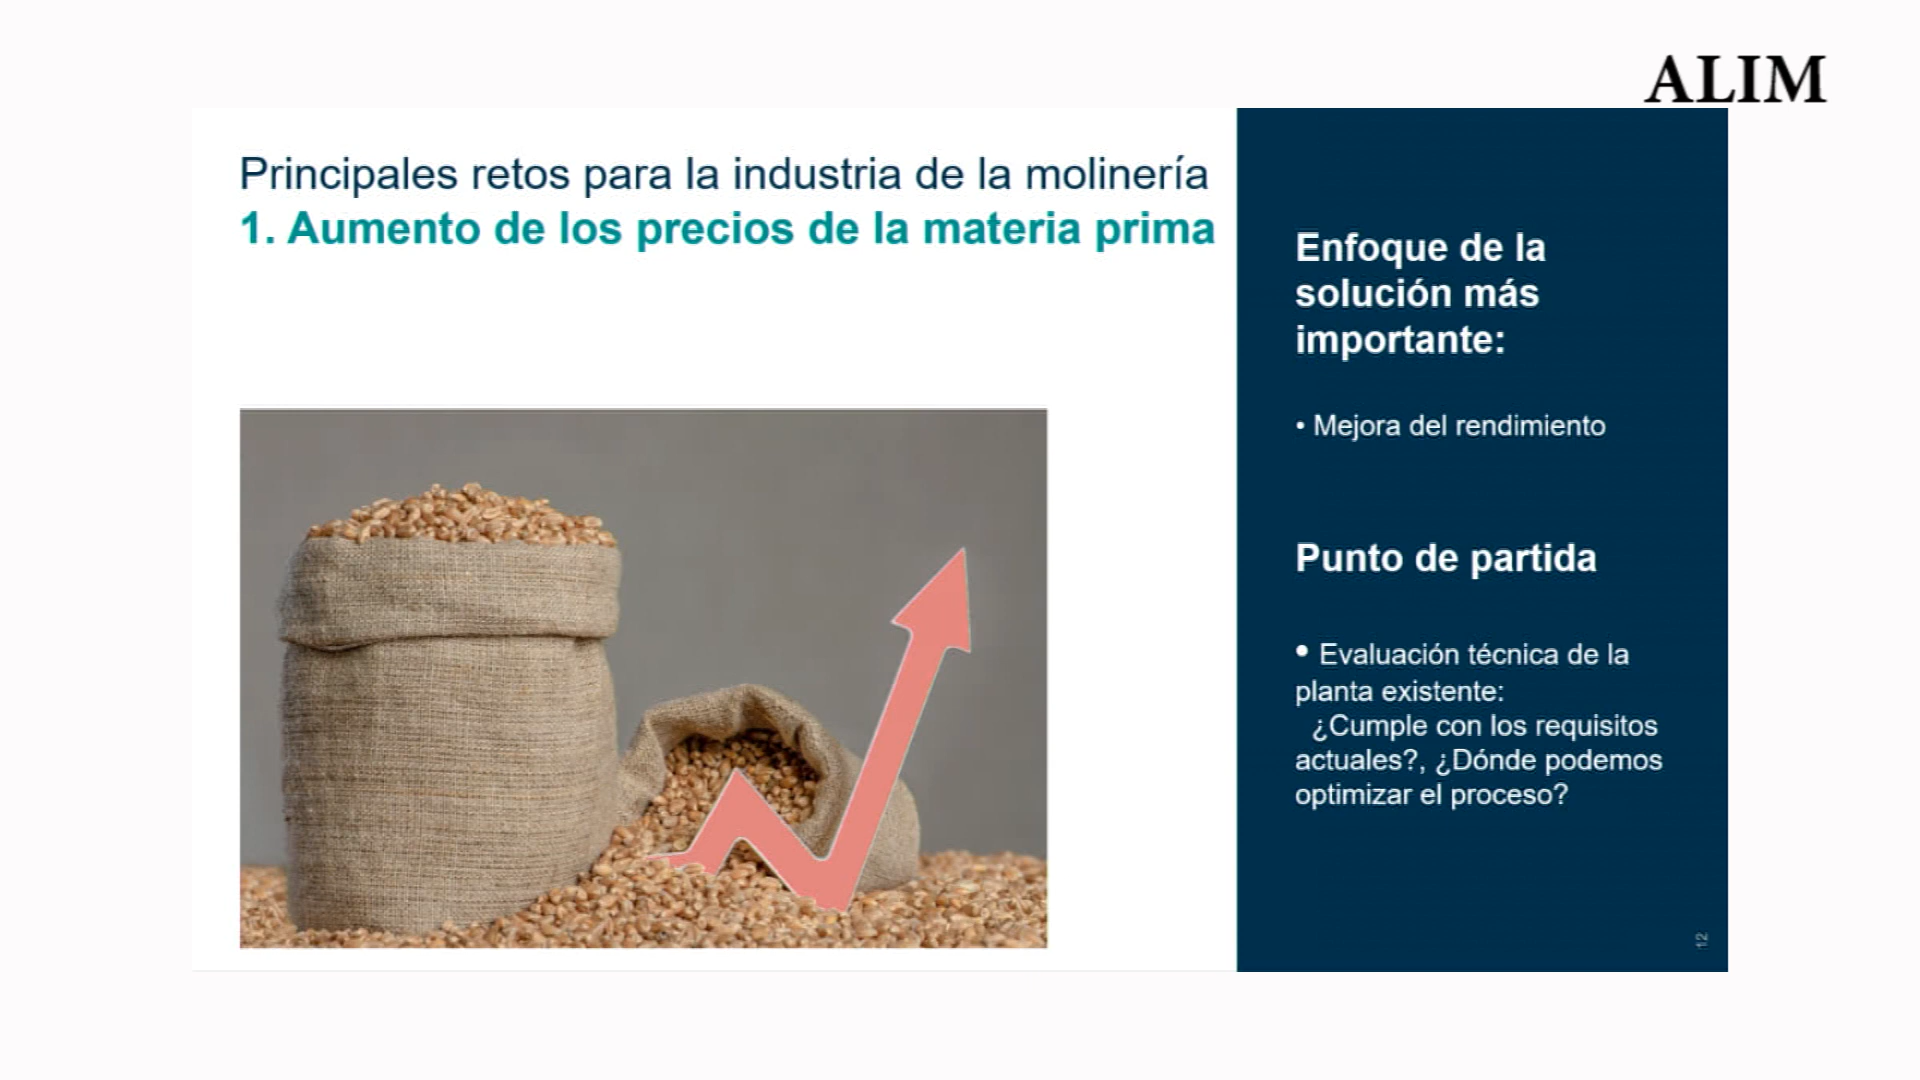 ALIM
Principales retos para la industria de la molinería
1. Aumento de los precios de la materia prima
Enfoque de la
solución más
importante:
• Mejora del rendimiento
Punto de partida
• Evaluación técnica de la
planta existente:
¿Cumple con los requisitos
actuales?, ¿Dónde podemos
optimizar el proceso?
12